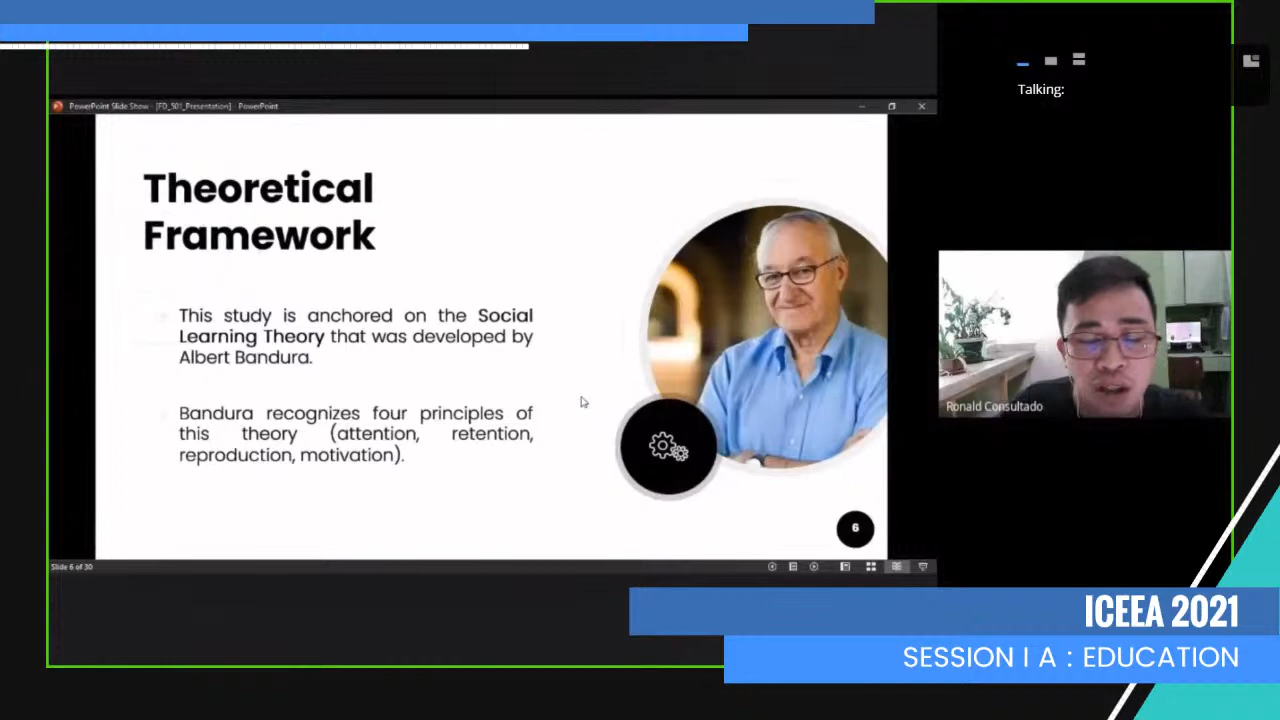 PowerPoint Slide Show - [FD_501_Presentation] - PowerPoint
Talking:
Theoretical
Framework
This study is anchored on the Social
Learning Theory that was developed by
Albert Bandura.
Bandura recognizes four principles of
this theory (attention, retention,
reproduction, motivation).
6
Ronald Consultado
Slide 6 of 30
ICEEA 2021
SESSION I A : EDUCATION